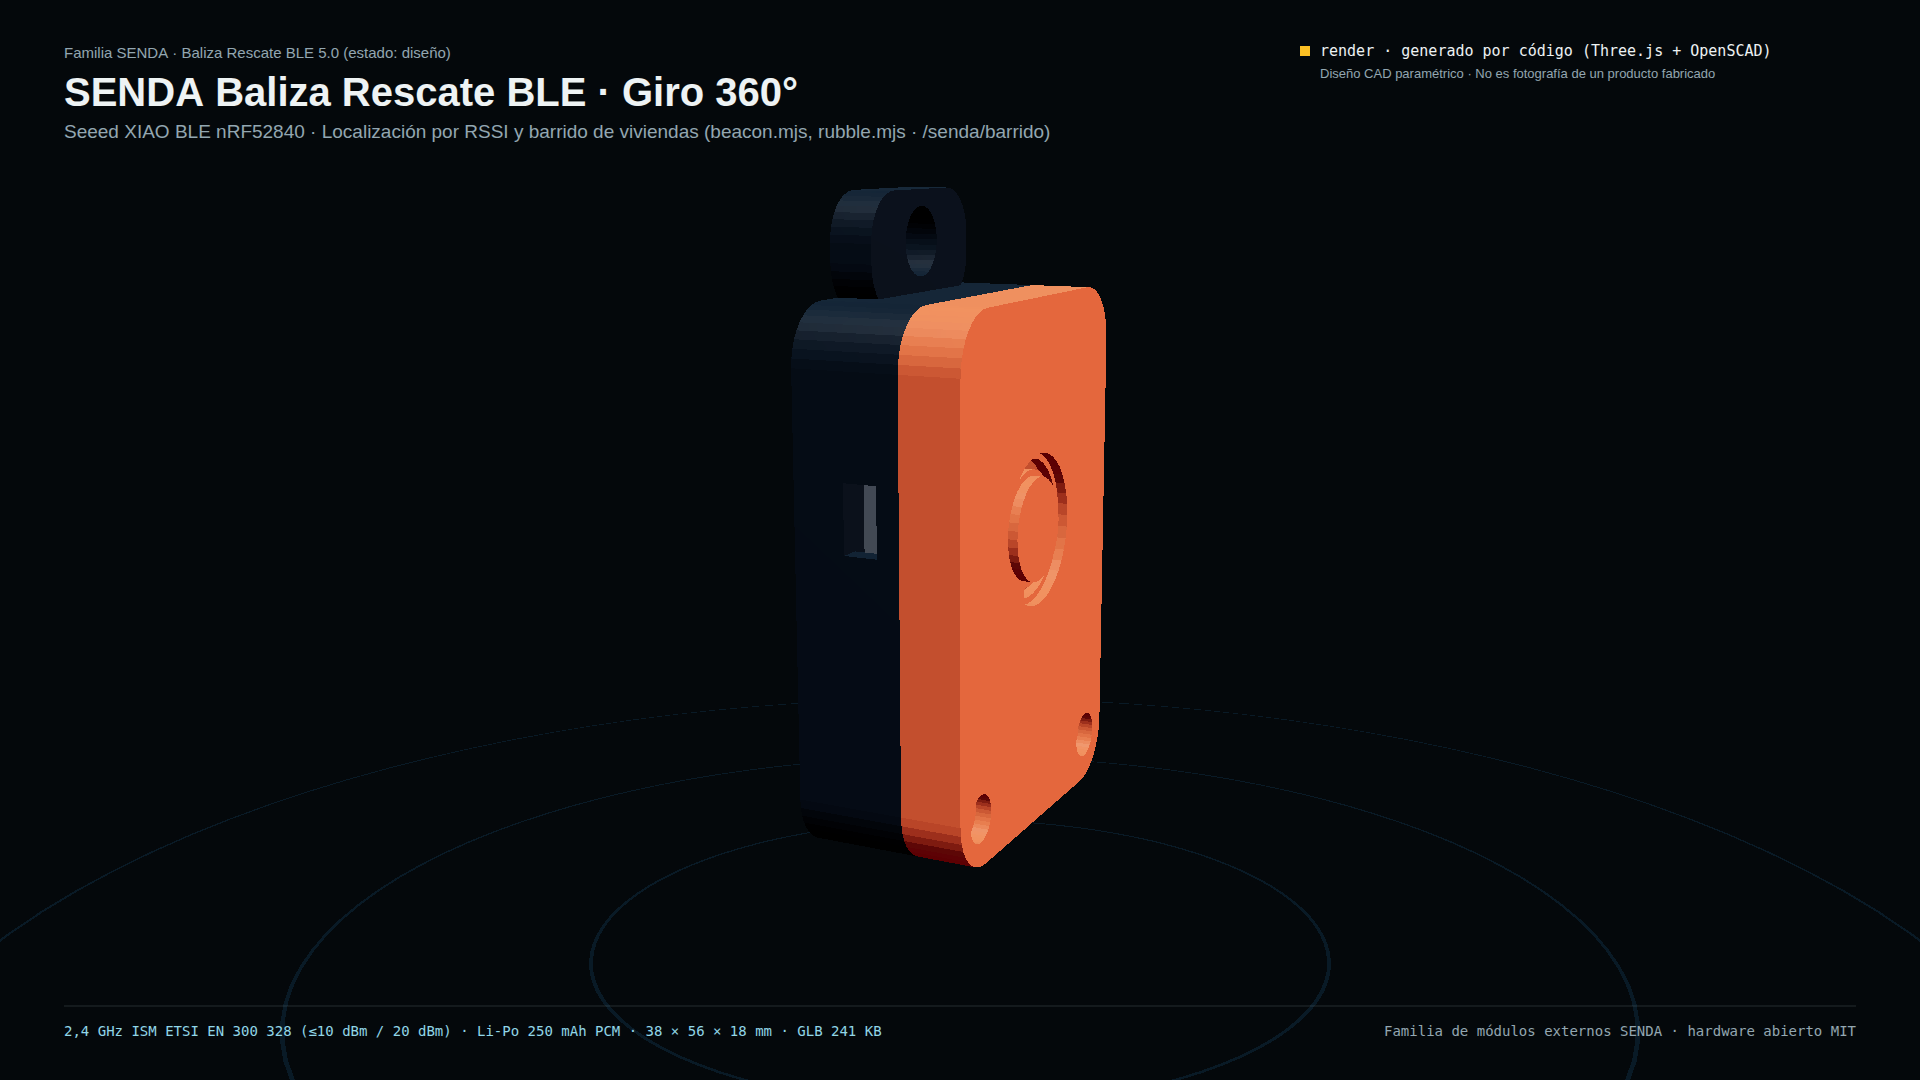 Familia SENDA · Baliza Rescate BLE 5.0 (estado: diseño)
SENDA Baliza Rescate BLE · Giro 360°
Seeed XIAO BLE nRF52840 · Localización por RSSI y barrido de viviendas (beacon.mjs, rubble.mjs · /senda/barrido)
render · generado por código (Three.js + OpenSCAD)
Diseño CAD paramétrico · No es fotografía de un producto fabricado
2,4 GHz ISM ETSI EN 300 328 (≤10 dBm / 20 dBm) · Li-Po 250 mAh PCM · 38 × 56 × 18 mm · GLB 241 KB
Familia de módulos externos SENDA · hardware abierto MIT